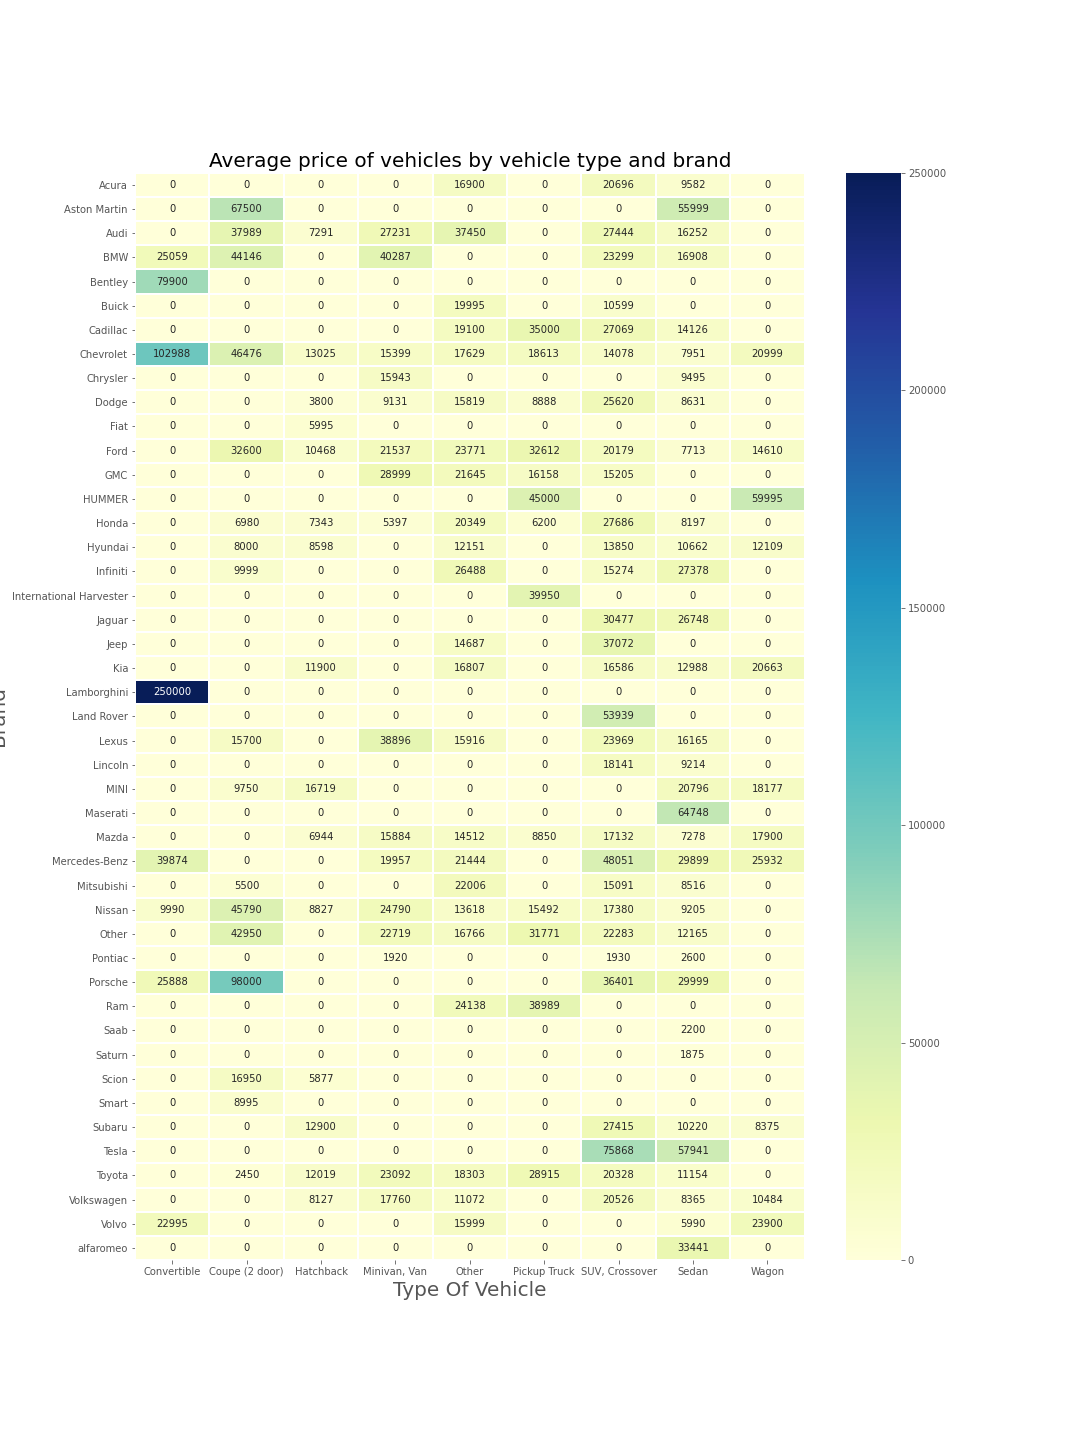 Average price of vehicles by vehicle type and brand
Acura 0 0 0 0 16900 0 20696 9582 0
Aston Martin 0 67500 0 0 0 0 0 55999 0
Audi 0 37989 7291 27231 37450 0 27444 16252 0
BMW 25059 44146 0 40287 0 0 23299 16908 0
Bentley 79900 0 0 0 0 0 0 0 0
Buick 0 0 0 0 19995 0 10599 0 0
Cadillac 0 0 0 0 19100 35000 27069 14126 0
Chevrolet 102988 46476 13025 15399 17629 18613 14078 7951 20999
Chrysler 0 0 0 15943 0 0 0 9495 0
Dodge 0 0 3800 9131 15819 8888 25620 8631 0
Fiat 0 0 5995 0 0 0 0 0 0
Ford 0 32600 10468 21537 23771 32612 20179 7713 14610
GMC 0 0 0 28999 21645 16158 15205 0 0
HUMMER 0 0 0 0 0 45000 0 0 59995
Honda 0 6980 7343 5397 20349 6200 27686 8197 0
Hyundai 0 8000 8598 0 12151 0 13850 10662 12109
Infiniti 0 9999 0 0 26488 0 15274 27378 0
International Harvester 0 0 0 0 0 39950 0 0 0
Jaguar 0 0 0 0 0 0 30477 26748 0
Jeep 0 0 0 0 14687 0 37072 0 0
Kia 0 0 11900 0 16807 0 16586 12988 20663
Lamborghini 250000 0 0 0 0 0 0 0 0
Land Rover 0 0 0 0 0 0 53939 0 0
Lexus 0 15700 0 38896 15916 0 23969 16165 0
Lincoln 0 0 0 0 0 0 18141 9214 0
MINI 0 9750 16719 0 0 0 0 20796 18177
Maserati 0 0 0 0 0 0 0 64748 0
Mazda 0 0 6944 15884 14512 8850 17132 7278 17900
Mercedes-Benz 39874 0 0 19957 21444 0 48051 29899 25932
Mitsubishi 0 5500 0 0 22006 0 15091 8516 0
Nissan 9990 45790 8827 24790 13618 15492 17380 9205 0
Other 0 42950 0 22719 16766 31771 22283 12165 0
Pontiac 0 0 0 1920 0 0 1930 2600 0
Porsche 25888 98000 0 0 0 0 36401 29999 0
Ram 0 0 0 0 24138 38989 0 0 0
Saab 0 0 0 0 0 0 0 2200 0
Saturn 0 0 0 0 0 0 0 1875 0
Scion 0 16950 5877 0 0 0 0 0 0
Smart 0 8995 0 0 0 0 0 0 0
Subaru 0 0 12900 0 0 0 27415 10220 8375
Tesla 0 0 0 0 0 0 75868 57941 0
Toyota 0 2450 12019 23092 18303 28915 20328 11154 0
Volkswagen 0 0 8127 17760 11072 0 20526 8365 10484
Volvo 22995 0 0 0 15999 0 0 5990 23900
alfaromeo 0 0 0 0 0 0 0 33441 0
Convertible Coupe (2 door) Hatchback Minivan, Van Other Pickup Truck SUV, Crossover Sedan Wagon
Type Of Vehicle
Brand
250000
200000
150000
100000
50000
0